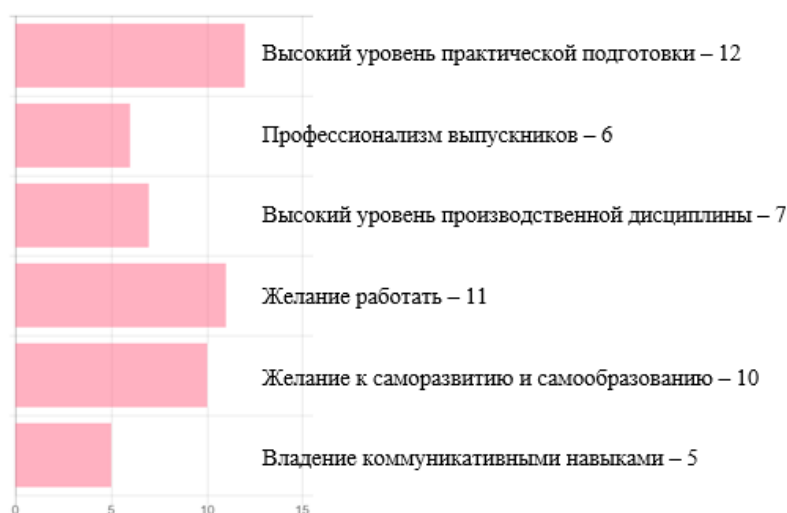 Высокий уровень практической подготовки – 12
Профессионализм выпускников – 6
Высокий уровень производственной дисциплины – 7
Желание работать – 11
Желание к саморазвитию и самообразованию – 10
Владение коммуникативными навыками – 5
0 5 10 15